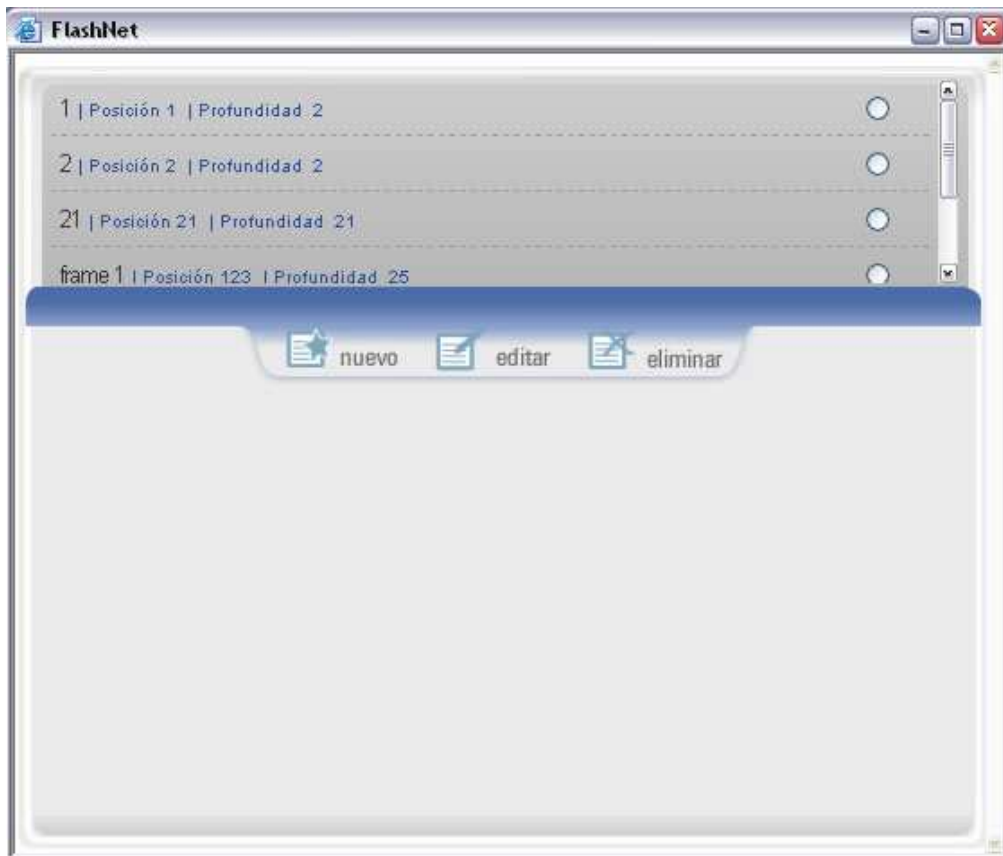 FlashNet
1 | Posición 1 | Profundidad 2
2 | Posición 2 | Profundidad 2
21 | Posición 21 | Profundidad 21
frame 1 | Posición 123 | Profundidad 25
nuevo editar eliminar